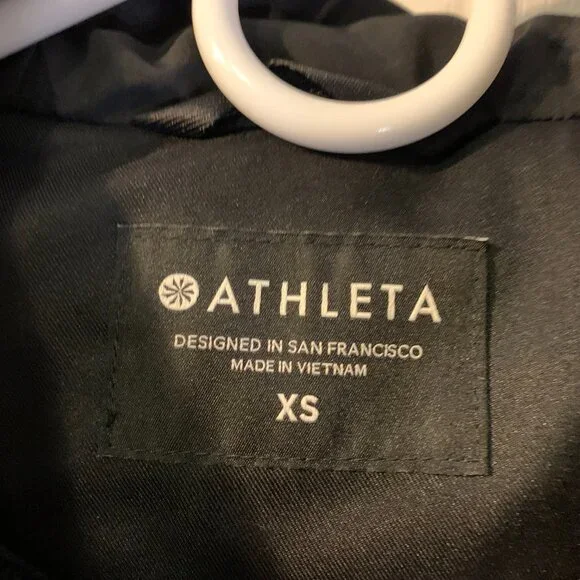 ATHLETA
DESIGNED IN SAN FRANCISCO
MADE IN VIETNAM
XS